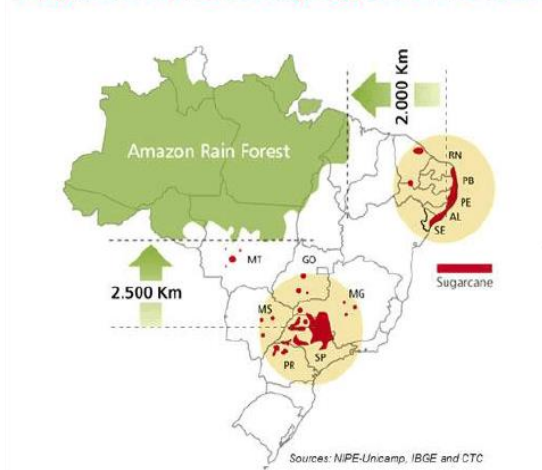 2.000 Km
Amazon Rain Forest
RN
PB
PE
AL
SE
MT
GO
Sugarcane
2.500 Km
MG
MS
SP
PR
Sources: NIPE-Unicamp, IBGE and CTC